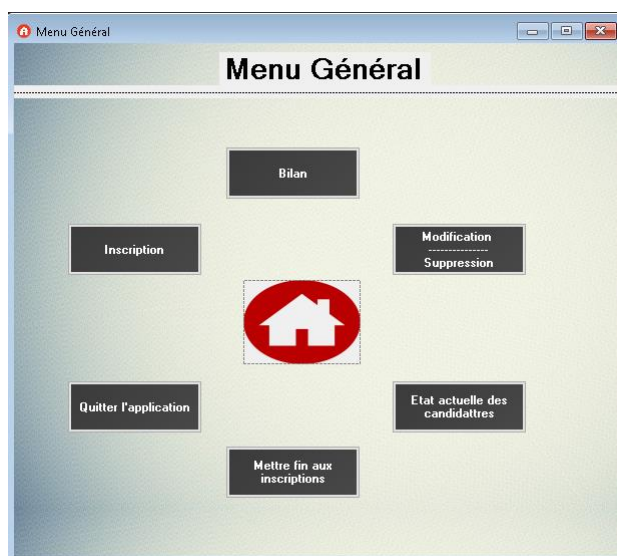 Menu Général
Menu Général
Bilan
Inscription
Modification
---------------
Suppression
Quitter l'application
Etat actuelle des
candidattres
Mettre fin aux
inscriptions